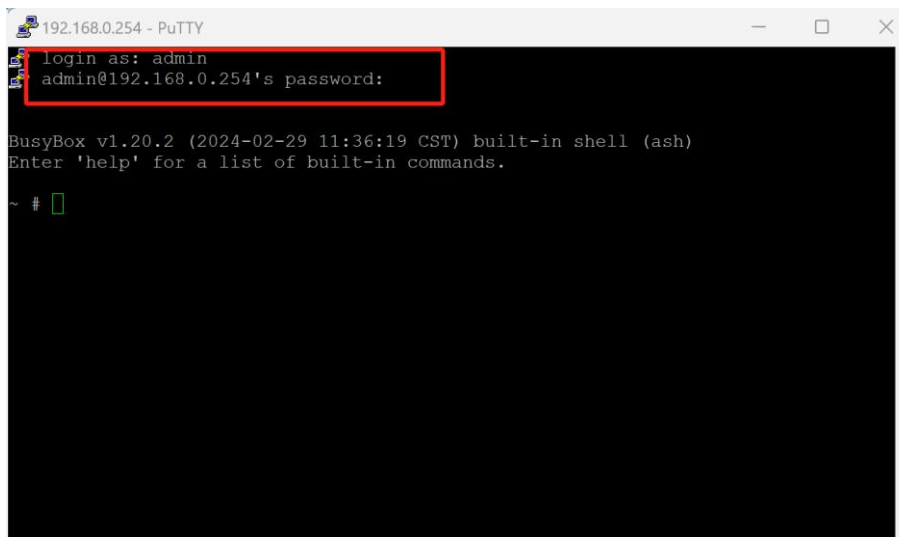 192.168.0.254 - PuTTY
login as: admin
admin@192.168.0.254's password:
BusyBox v1.20.2 (2024-02-29 11:36:19 CST) built-in shell (ash)
Enter 'help' for a list of built-in commands.
~ #